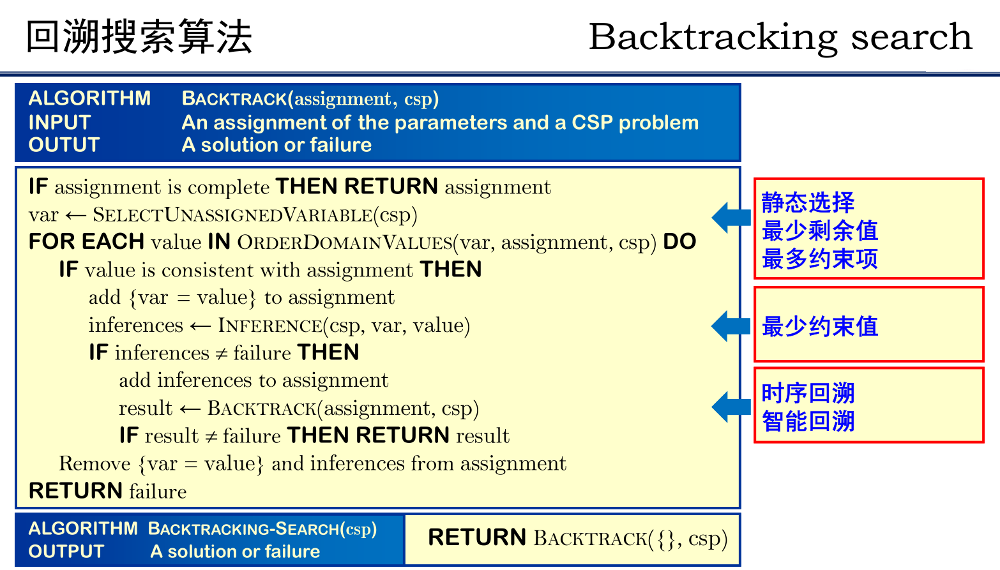 回溯搜索算法
Backtracking search
ALGORITHM BACKTRACK(assignment, csp)
INPUT An assignment of the parameters and a CSP problem
OUTUT A solution or failure
IF assignment is complete THEN RETURN assignment
var ← SELECTUNASSIGNEDVARIABLE(csp)
FOR EACH value IN ORDERDOMAINVALUES(var, assignment, csp) DO
IF value is consistent with assignment THEN
add {var = value} to assignment
inferences ← INFERENCE(csp, var, value)
IF inferences ≠ failure THEN
add inferences to assignment
result ← BACKTRACK(assignment, csp)
IF result ≠ failure THEN RETURN result
Remove {var = value} and inferences from assignment
RETURN failure
静态选择
最少剩余值
最多约束项
最少约束值
时序回溯
智能回溯
ALGORITHM BACKTRACKING-SEARCH(csp)
OUTPUT A solution or failure
RETURN BACKTRACK({}, csp)